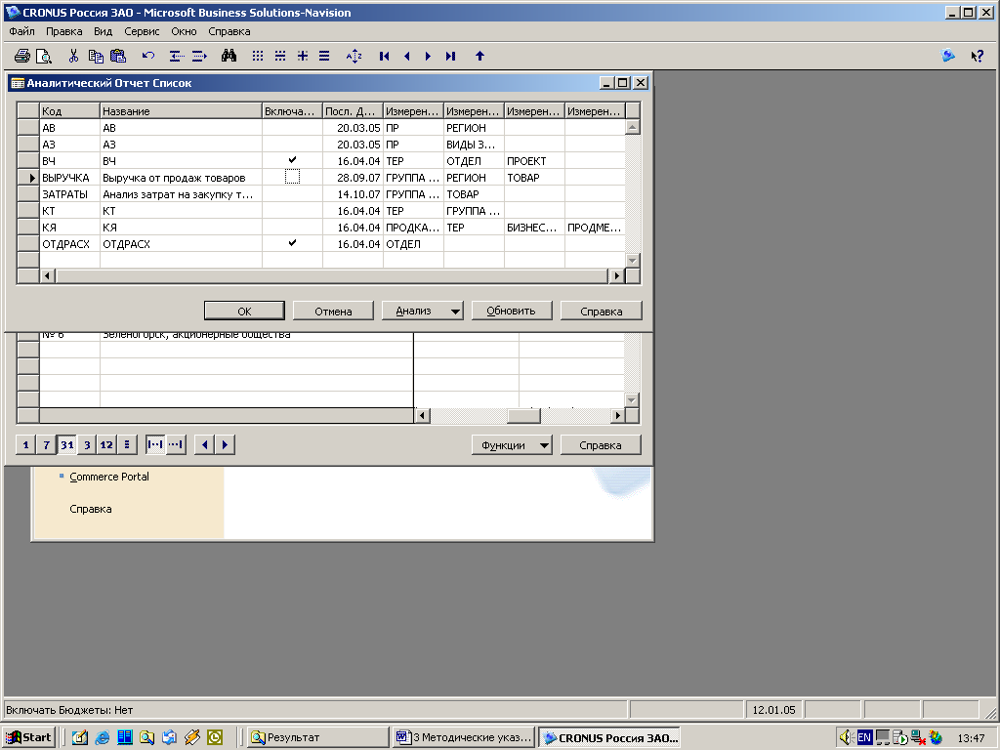 CRONUS Россия ЗАО - Microsoft Business Solutions-Navision
Файл Правка Вид Сервис Окно Справка
Аналитический Отчет Список
Код Название Включа... Посл. Д... Измерен... Измерен... Измерен... Измерен...
АВ АВ 20.03.05 ПР РЕГИОН
АЗ АЗ 20.03.05 ПР ВИДЫ З...
ВЧ ВЧ 16.04.04 ТЕР ОТДЕЛ ПРОЕКТ
ВЫРУЧКА Выручка от продаж товаров 28.09.07 ГРУППА ... РЕГИОН ТОВАР
ЗАТРАТЫ Анализ затрат на закупку т... 14.10.07 ГРУППА ... ТОВАР
КТ КТ 16.04.04 ТЕР ГРУППА ...
КЯ КЯ 16.04.04 ПРОДКА... ТЕР БИЗНЕС... ПРОДМЕ...
ОТДРАСХ ОТДРАСХ 16.04.04 ОТДЕЛ
ОК Отмена Анализ Обновить Справка
№ 6 Зеленогорск, акционерные общества
1 7 31 3 12 Функции Справка
Commerce Portal
Справка
Включать Бюджеты: Нет 12.01.05
Start Результат 3 Методические указ... CRONUS Россия ЗАО... EN 13:47